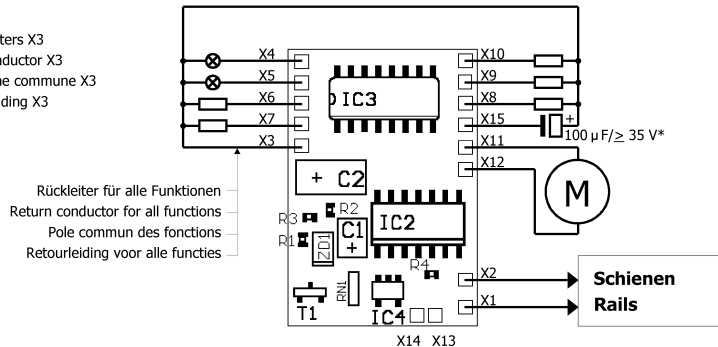 ters X3
nductor X3
ne commune X3
ding X3
X4
X5
X6
X7
X3
X10
X9
X8
X15
X11
X12
+
100 µF/≥ 35 V*
IC3
+ C2
R3
R2
R1
ZD1
C1
+
IC2
M
R4
RN1
T1
IC4
X2
X1
X14 X13
Rückleiter für alle Funktionen
Return conductor for all functions
Pole commun des fonctions
Retourleiding voor alle functies
Schienen
Rails